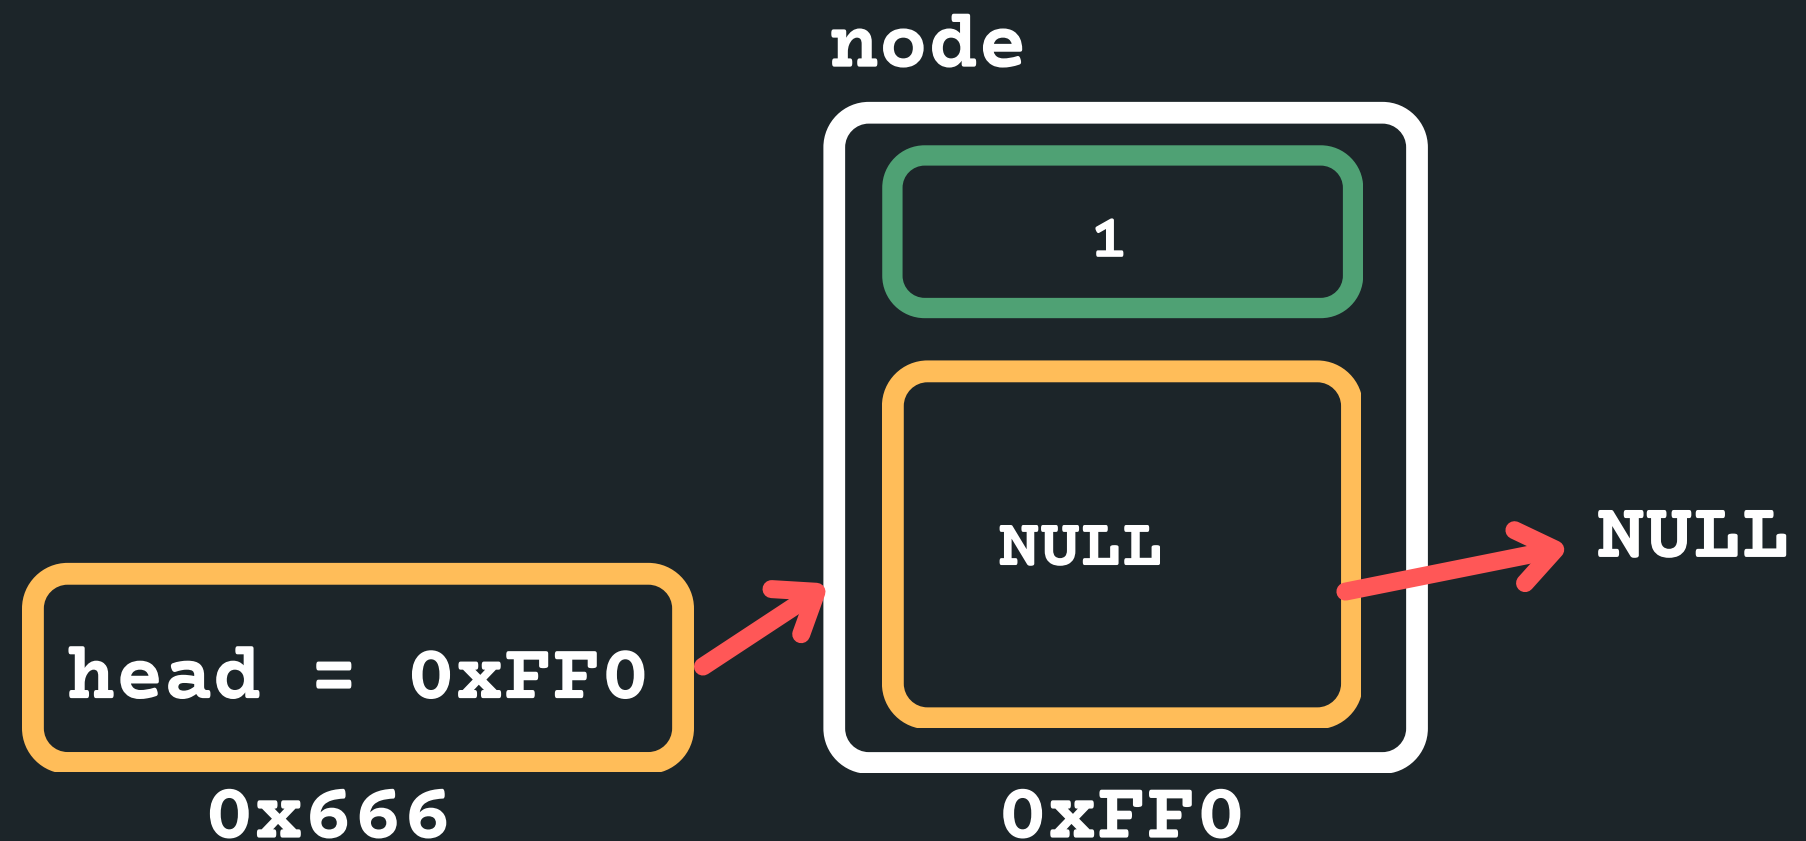 node
1
NULL
NULL
head = 0xFF0
0x666
0xFF0